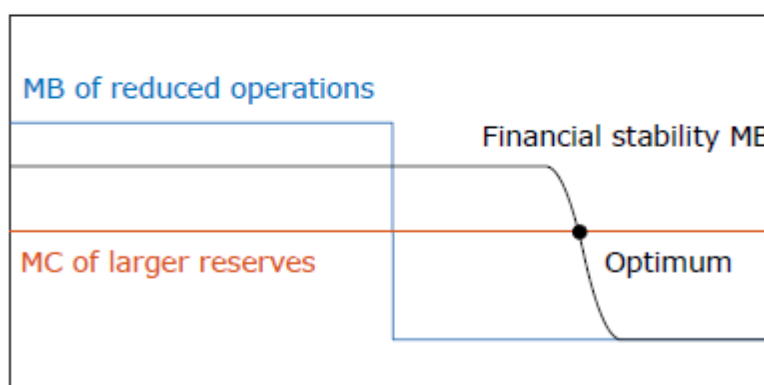 MB of reduced operations
Financial stability MB
MC of larger reserves
Optimum